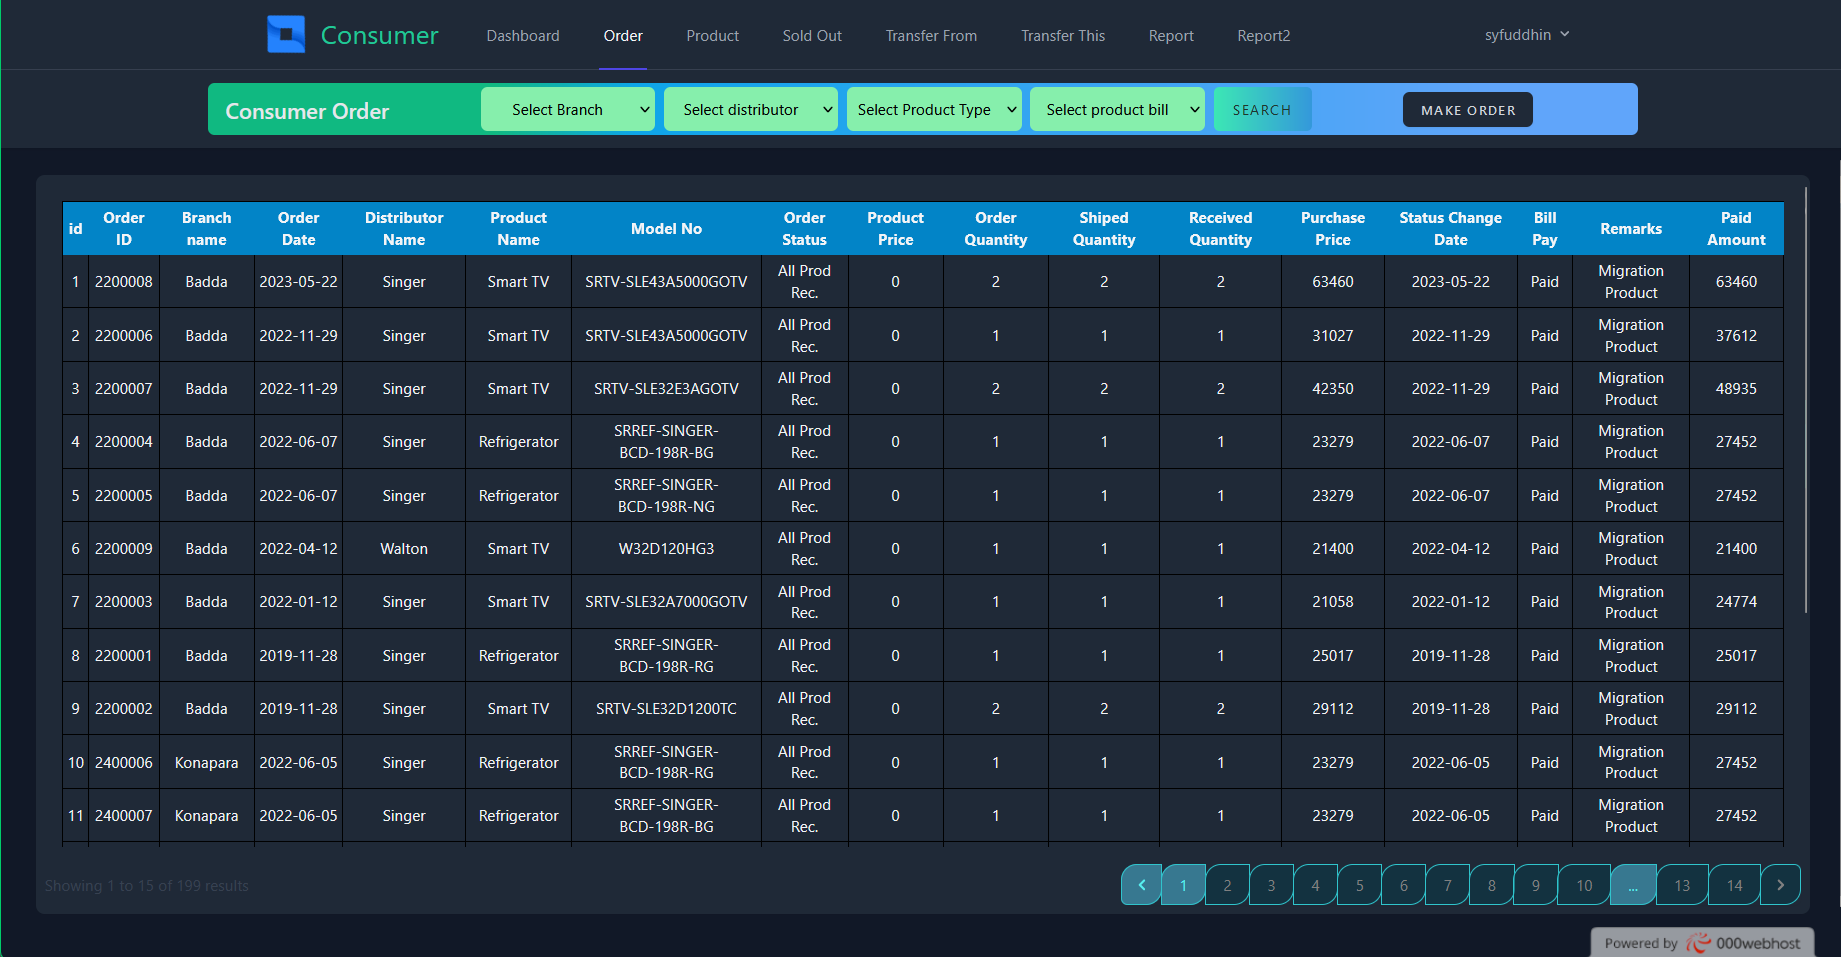 Consumer Dashboard Order Product Sold Out Transfer From Transfer This Report Report2 syfuddhin
Consumer Order Select Branch Select distributor Select Product Type Select product bill SEARCH MAKE ORDER
id Order ID Branch name Order Date Distributor Name Product Name Model No Order Status Product Price Order Quantity Shiped Quantity Received Quantity Purchase Price Status Change Date Bill Pay Remarks Paid Amount
1 2200008 Badda 2023-05-22 Singer Smart TV SRTV-SLE43A5000GOTV All Prod Rec. 0 2 2 2 63460 2023-05-22 Paid Migration Product 63460
2 2200006 Badda 2022-11-29 Singer Smart TV SRTV-SLE43A5000GOTV All Prod Rec. 0 1 1 1 31027 2022-11-29 Paid Migration Product 37612
3 2200007 Badda 2022-11-29 Singer Smart TV SRTV-SLE32E3AGOTV All Prod Rec. 0 2 2 2 42350 2022-11-29 Paid Migration Product 48935
4 2200004 Badda 2022-06-07 Singer Refrigerator SRREF-SINGER-BCD-198R-BG All Prod Rec. 0 1 1 1 23279 2022-06-07 Paid Migration Product 27452
5 2200005 Badda 2022-06-07 Singer Refrigerator SRREF-SINGER-BCD-198R-NG All Prod Rec. 0 1 1 1 23279 2022-06-07 Paid Migration Product 27452
6 2200009 Badda 2022-04-12 Walton Smart TV W32D120HG3 All Prod Rec. 0 1 1 1 21400 2022-04-12 Paid Migration Product 21400
7 2200003 Badda 2022-01-12 Singer Smart TV SRTV-SLE32A7000GOTV All Prod Rec. 0 1 1 1 21058 2022-01-12 Paid Migration Product 24774
8 2200001 Badda 2019-11-28 Singer Refrigerator SRREF-SINGER-BCD-198R-RG All Prod Rec. 0 1 1 1 25017 2019-11-28 Paid Migration Product 25017
9 2200002 Badda 2019-11-28 Singer Smart TV SRTV-SLE32D1200TC All Prod Rec. 0 2 2 2 29112 2019-11-28 Paid Migration Product 29112
10 2400006 Konapara 2022-06-05 Singer Refrigerator SRREF-SINGER-BCD-198R-RG All Prod Rec. 0 1 1 1 23279 2022-06-05 Paid Migration Product 27452
11 2400007 Konapara 2022-06-05 Singer Refrigerator SRREF-SINGER-BCD-198R-BG All Prod Rec. 0 1 1 1 23279 2022-06-05 Paid Migration Product 27452
Showing 1 to 15 of 199 results 1 2 3 4 5 6 7 8 9 10 ... 13 14
Powered by 000webhost